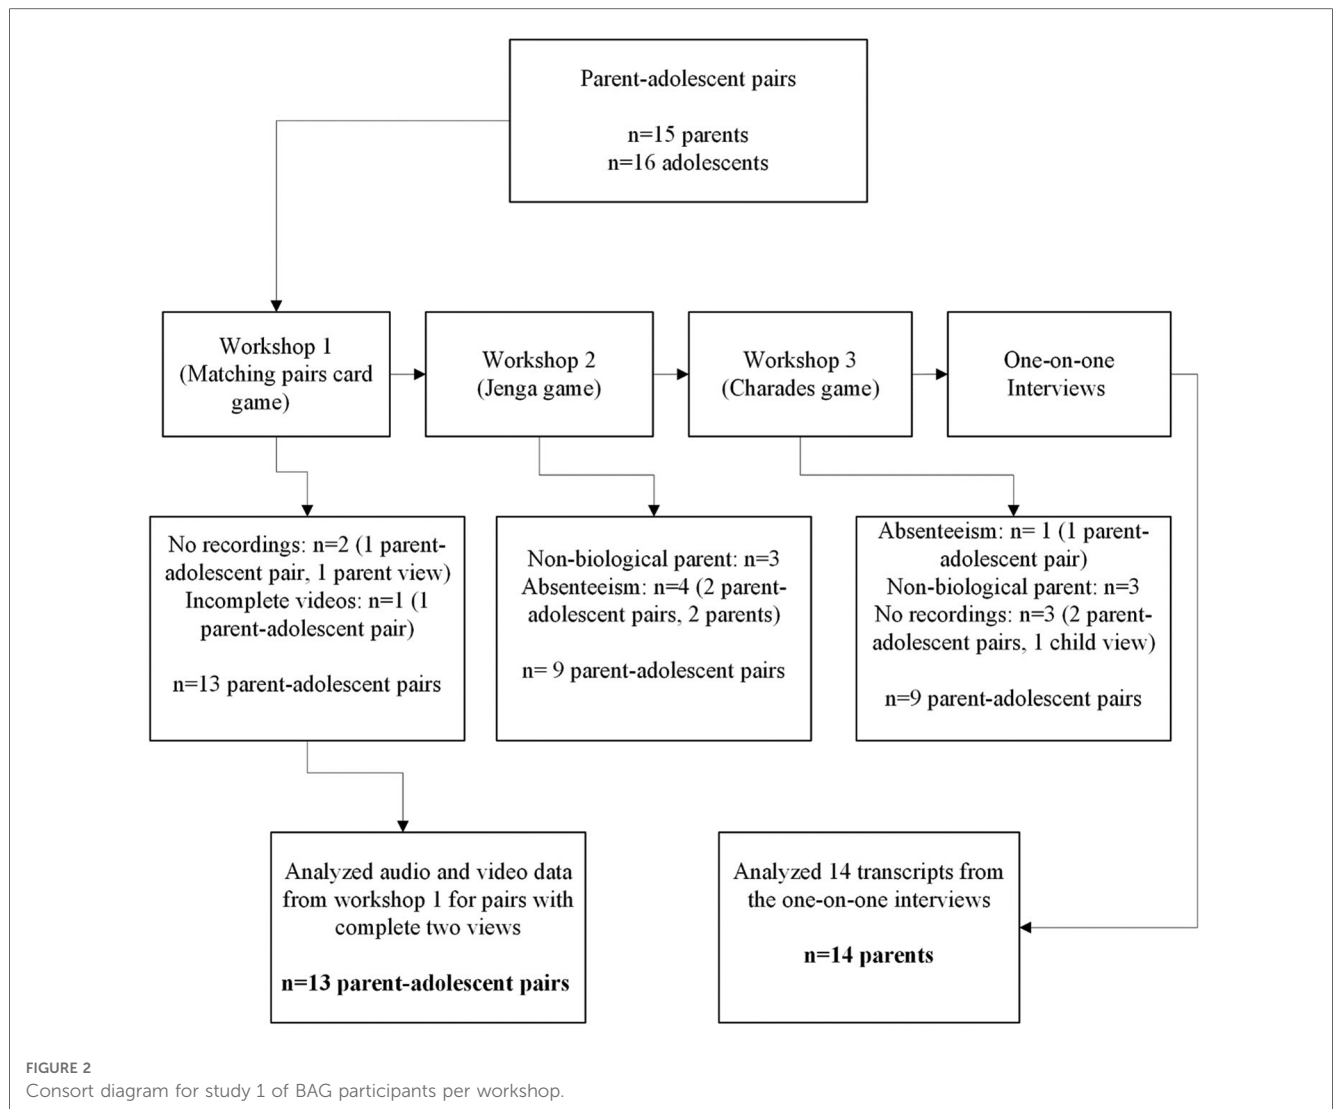 Parent-adolescent pairs
n=15 parents
n=16 adolescents
Workshop 1
(Matching pairs card
game)
Workshop 2
(Jenga game)
Workshop 3
(Charades game)
One-on-one
Interviews
No recordings: n=2 (1 parent-
adolescent pair, 1 parent view)
Incomplete videos: n=1 (1
parent-adolescent pair)
n=13 parent-adolescent pairs
Non-biological parent: n=3
Absenteeism: n=4 (2 parent-
adolescent pairs, 2 parents)
n= 9 parent-adolescent pairs
Absenteeism: n= 1 (1 parent-
adolescent pair)
Non-biological parent: n=3
No recordings: n=3 (2 parent-
adolescent pairs, 1 child view)
n=9 parent-adolescent pairs
Analyzed audio and video data
from workshop 1 for pairs with
complete two views
n=13 parent-adolescent pairs
Analyzed 14 transcripts from
the one-on-one interviews
n=14 parents
FIGURE 2
Consort diagram for study 1 of BAG participants per workshop.